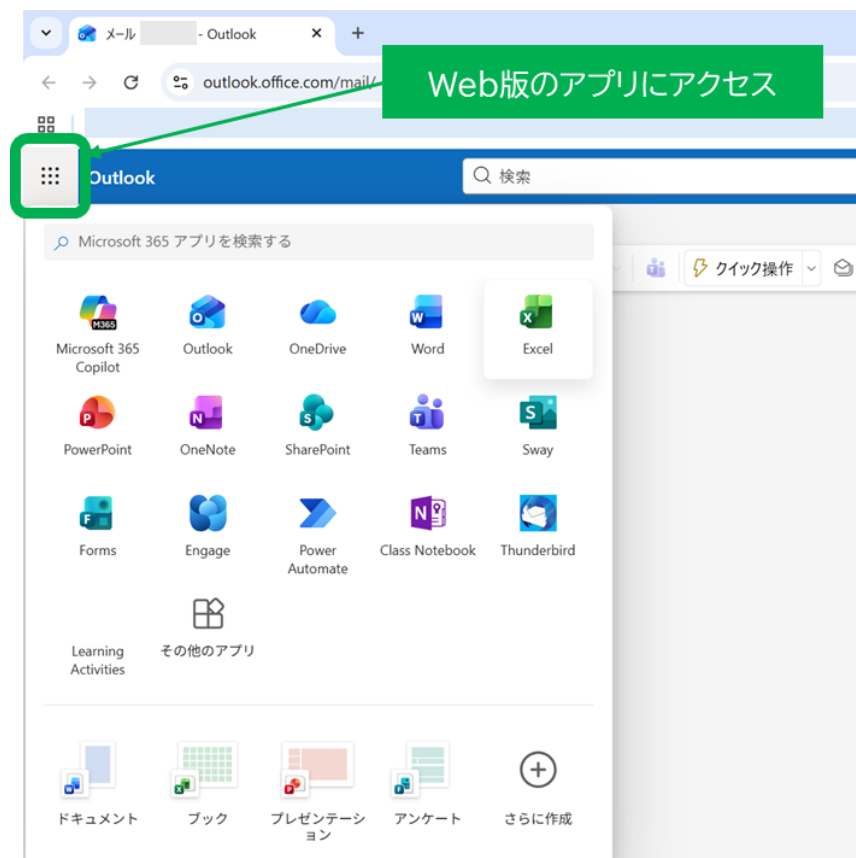 メール - Outlook
outlook.office.com/mail/
Web版のアプリにアクセス
Outlook
検索
Microsoft 365 アプリを検索する
クイック操作
M365
Microsoft 365 Copilot
Outlook
OneDrive
Word
Excel
PowerPoint
OneNote
SharePoint
Teams
Sway
Forms
Engage
Power Automate
Class Notebook
Thunderbird
Learning Activities
その他のアプリ
ドキュメント
ブック
プレゼンテーション
アンケート
さらに作成